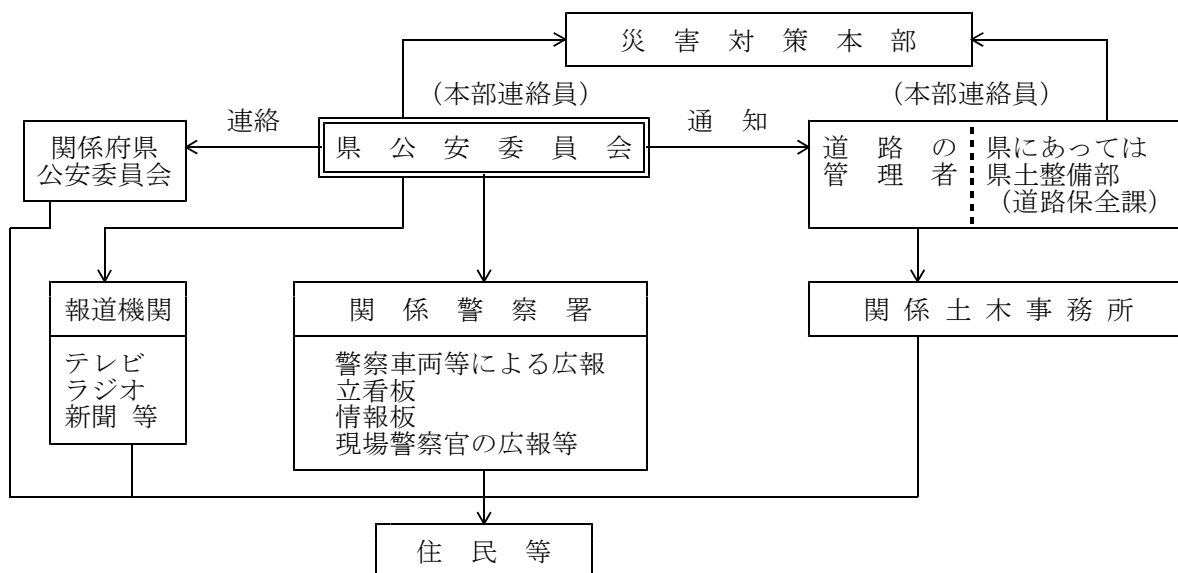 災害対策本部
（本部連絡員）
（本部連絡員）
連絡
通知
関係府県
公安委員会
県公安委員会
道路の
管理者
県にあっては
県土整備部
（道路保全課）
報道機関
テレビ
ラジオ
新聞 等
関係警察署
警察車両等による広報
立看板
情報板
現場警察官の広報等
関係土木事務所
住民等